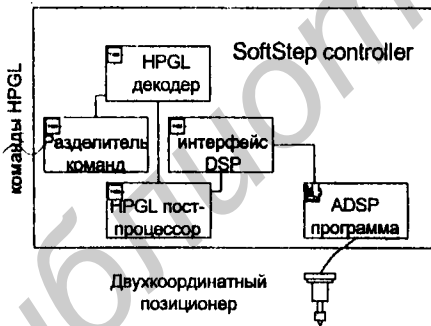 SoftStep controller
HPGL
декодер
команды HPGL
Разделитель
команд
интерфейс
DSP
HPGL пост-
процессор
ADSP
программа
Двухкоординатный
позиционер